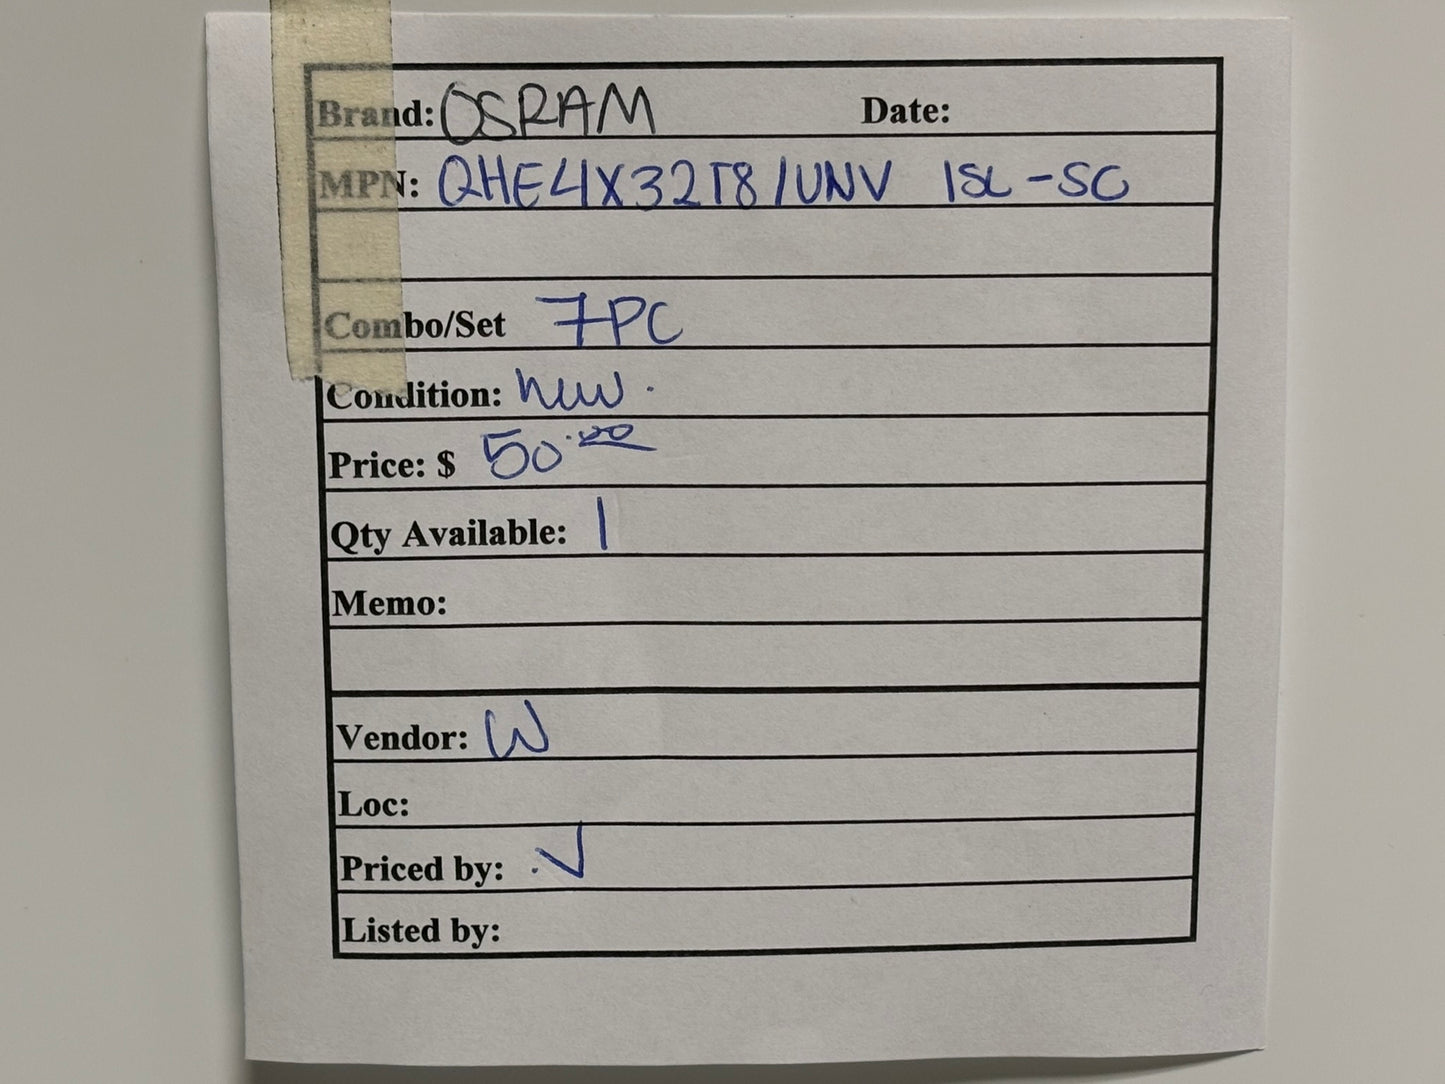 Brand: OSRAM Date:
MPN: QHE4X32T8/UNV ISL-SC
Combo/Set 7PC
Condition: new.
Price: $ 50.00
Qty Available: 1
Memo:
Vendor: W
Loc:
Priced by: .✓
Listed by: